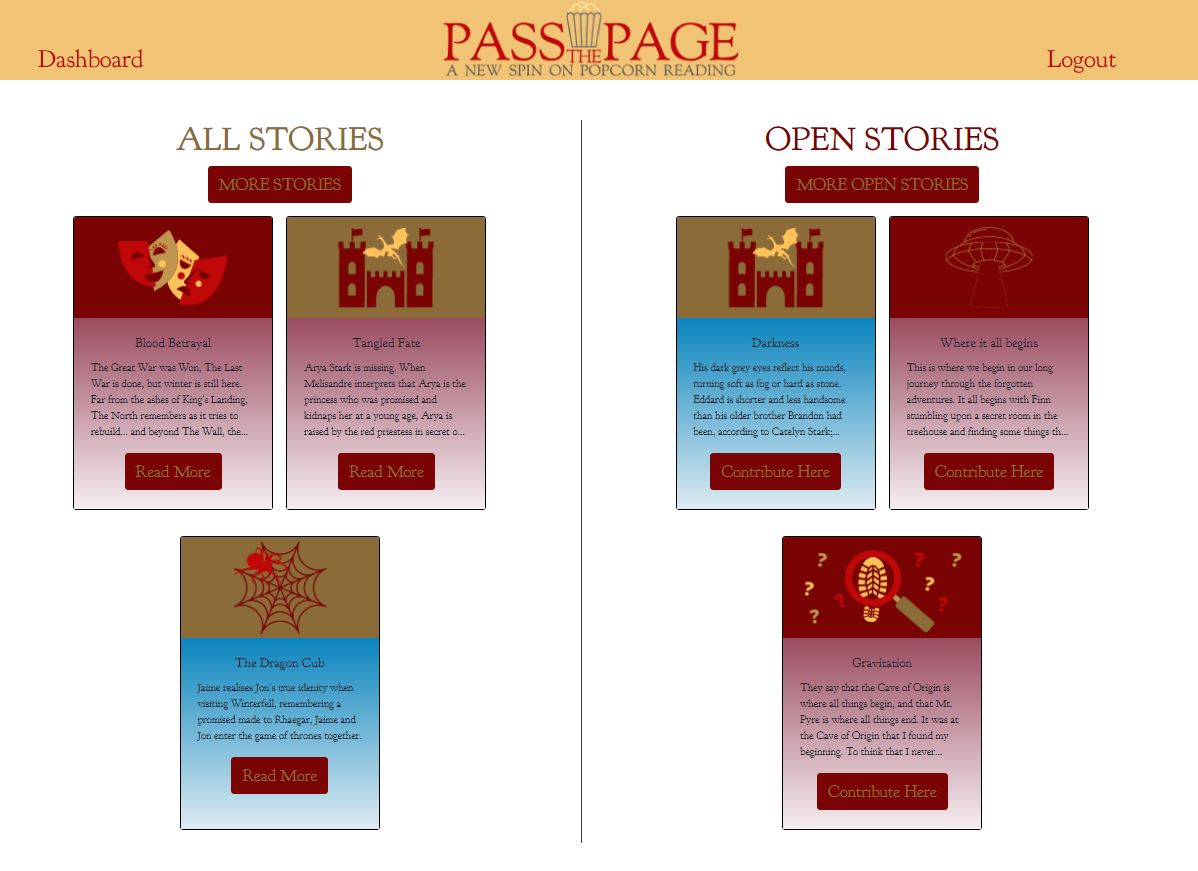 Dashboard
PASS THE PAGE
A NEW SPIN ON POPCORN READING
Logout
ALL STORIES
MORE STORIES
Blood Betrayal
The Great War was Won, The Last
War is done, but winter is still here.
Far from the ashes of King's Landing,
The North remembers as it tries to
rebuild... and beyond The Wall, the...
Read More
Tangled Fate
Arya Stark is missing. When
Melisandre interprets that Arya is the
princess who was promised and
kidnaps her at a young age, Arya is
raised by the red priestess in secret o...
Read More
The Dragon Cub
Jaime realises Jon's true idenity when
visiting Winterfell, remembering a
promised made to Rhaegar, Jaime and
Jon enter the game of thrones together.
Read More
OPEN STORIES
MORE OPEN STORIES
Darkness
His dark grey eyes reflect his moods,
turning soft as fog or hard as stone.
Eddard is shorter and less handsome
than his older brother Brandon had
been, according to Catelyn Stark;...
Contribute Here
Where it all begins
This is where we begin in our long
journey through the forgotten
adventures. It all begins with Finn
stumbling upon a secret room in the
treehouse and finding some things th...
Contribute Here
? ? ? ? ? ? ? ?
Gravitation
They say that the Cave of Origin is
where all things begin, and that Mt.
Pyre is where all things end. It was at
the Cave of Origin that I found my
beginning. To think that I never...
Contribute Here